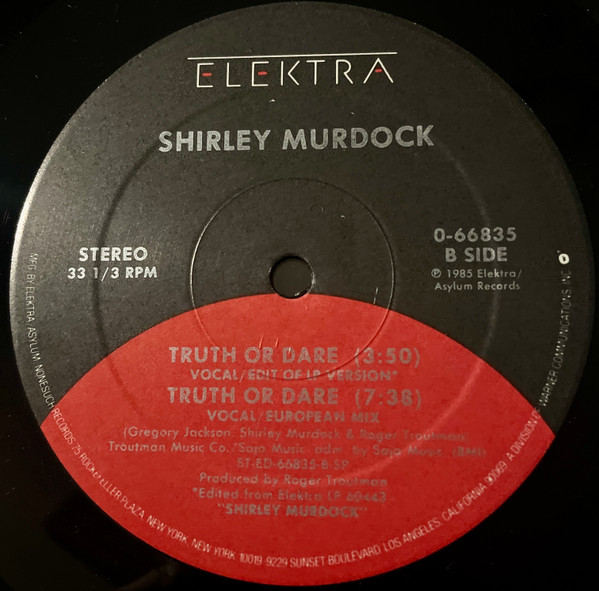 ELEKTRA
SHIRLEY MURDOCK
STEREO
33 1/3 RPM
0-66835
B SIDE
℗ 1985 Elektra/
Asylum Records
TRUTH OR DARE (3:50)
VOCAL/EDIT OF LP VERSION*
TRUTH OR DARE (7:38)
VOCAL/EUROPEAN MIX
(Gregory Jackson, Shirley Murdock & Roger Troutman)
Troutman Music Co./Saja Music adm. by Saja Music (BMI)
ST-ED-66835-B-SP
Produced by Roger Troutman
*Edited from Elektra LP 60443
"SHIRLEY MURDOCK"
MFG. BY ELEKTRA/ASYLUM/NONESUCH RECORDS 75 ROCKEFELLER PLAZA, NEW YORK, NEW YORK 10019 • 9229 SUNSET BOULEVARD, LOS ANGELES, CALIFORNIA 90069. A DIVISION OF WARNER COMMUNICATIONS INC.